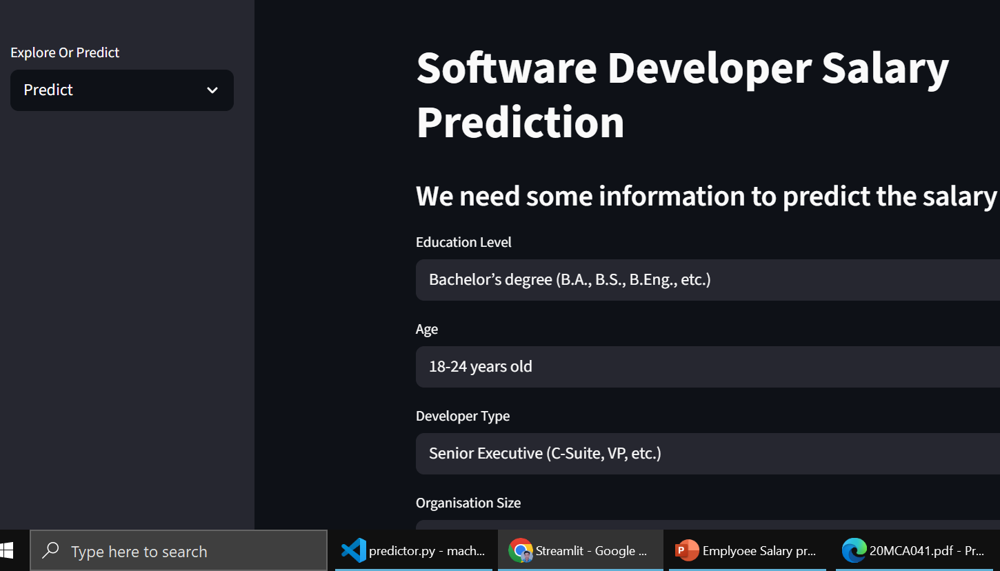 Explore Or Predict
Predict
Software Developer Salary
Prediction
We need some information to predict the salary
Education Level
Bachelor’s degree (B.A., B.S., B.Eng., etc.)
Age
18-24 years old
Developer Type
Senior Executive (C-Suite, VP, etc.)
Organisation Size
Type here to search
predictor.py - mach...
Streamlit - Google ...
Emplyoee Salary pr...
20MCA041.pdf - Pr...